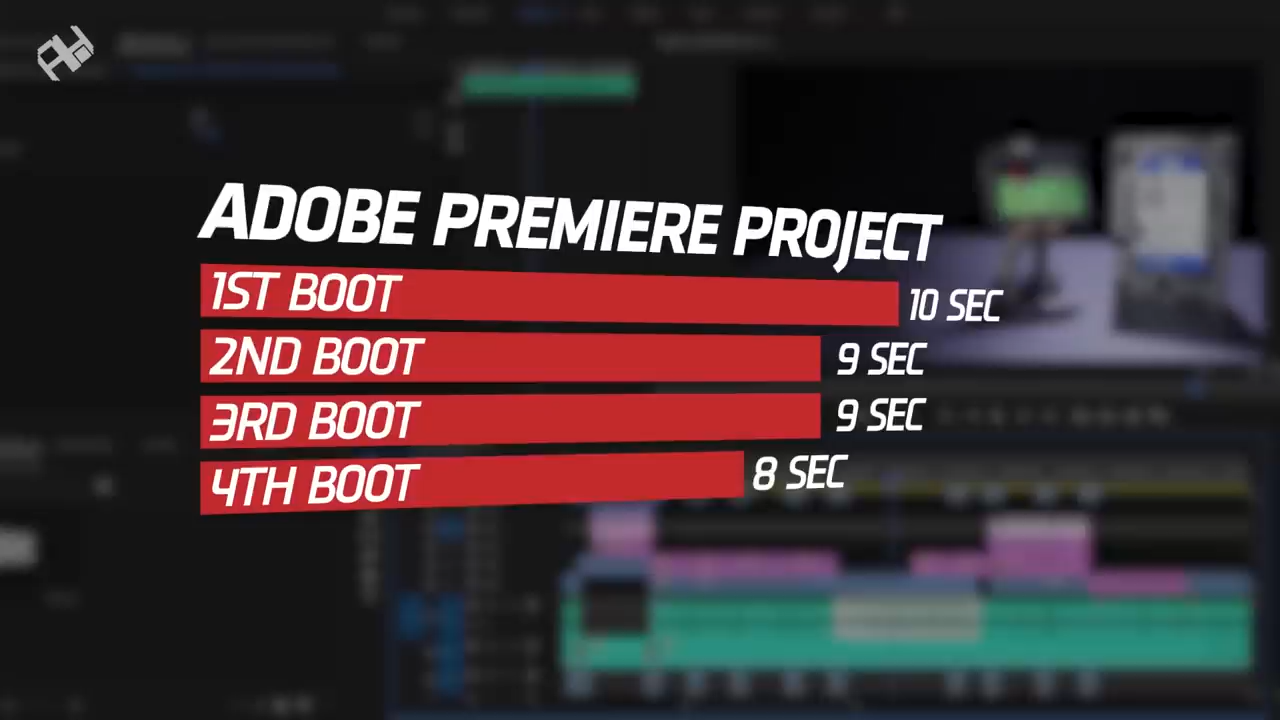 ADOBE PREMIERE PROJECT
1ST BOOT 10 SEC
2ND BOOT 9 SEC
3RD BOOT 9 SEC
4TH BOOT 8 SEC